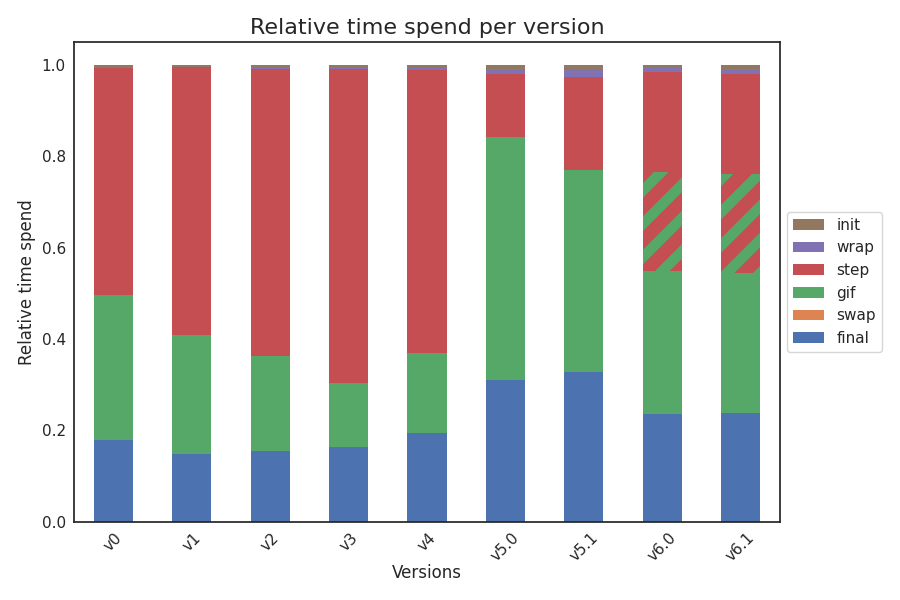 Relative time spend per version
Relative time spend
1.0
0.8
0.6
0.4
0.2
0.0
v0
v1
v2
v3
v4
v5.0
v5.1
v6.0
v6.1
Versions
init
wrap
step
gif
swap
final